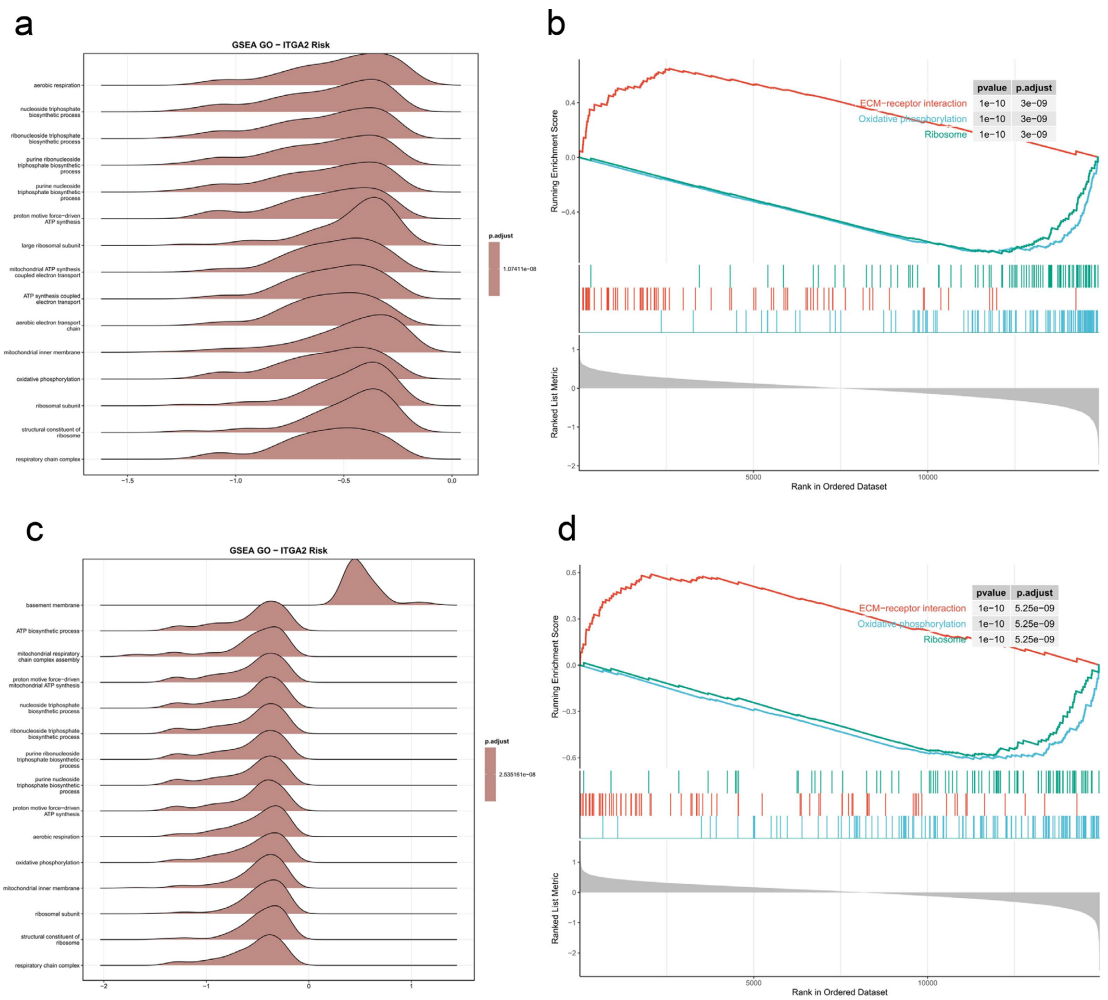 a
GSEA GO − ITGA2 Risk
aerobic respiration
nucleoside triphosphate
biosynthetic process
ribonucleoside triphosphate
biosynthetic process
purine ribonucleoside
triphosphate biosynthetic
process
purine nucleoside
triphosphate biosynthetic
process
proton motive force−driven
ATP synthesis
large ribosomal subunit
mitochondrial ATP synthesis
coupled electron transport
ATP synthesis coupled
electron transport
aerobic electron transport
chain
mitochondrial inner membrane
oxidative phosphorylation
ribosomal subunit
structural constituent of
ribosome
respiratory chain complex
−1.5 −1.0 −0.5 0.0
p.adjust
1.07411e−08
b
Running Enrichment Score
0.4
0.0
−0.4
pvalue p.adjust
ECM−receptor interaction 1e−10 3e−09
Oxidative phosphorylation 1e−10 3e−09
Ribosome 1e−10 3e−09
Ranked List Metric
1
0
−1
−2
5000 10000
Rank in Ordered Dataset
c
GSEA GO − ITGA2 Risk
basement membrane
ATP biosynthetic process
mitochondrial respiratory
chain complex assembly
proton motive force−driven
mitochondrial ATP synthesis
nucleoside triphosphate
biosynthetic process
ribonucleoside triphosphate
biosynthetic process
purine ribonucleoside
triphosphate biosynthetic
process
purine nucleoside
triphosphate biosynthetic
process
proton motive force−driven
ATP synthesis
aerobic respiration
oxidative phosphorylation
mitochondrial inner membrane
ribosomal subunit
structural constituent of
ribosome
respiratory chain complex
−2 −1 0 1
p.adjust
2.535161e−08
d
Running Enrichment Score
0.6
0.3
0.0
−0.3
−0.6
pvalue p.adjust
ECM−receptor interaction 1e−10 5.25e−09
Oxidative phosphorylation 1e−10 5.25e−09
Ribosome 1e−10 5.25e−09
Ranked List Metric
1
0
−1
−2
5000 10000
Rank in Ordered Dataset